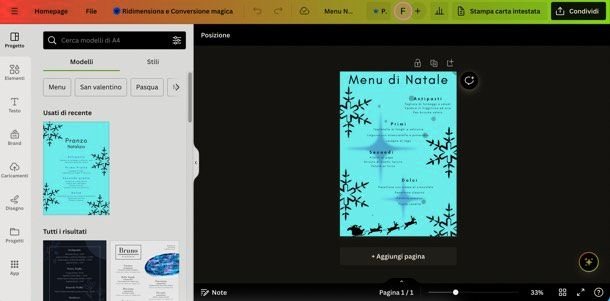 Homepage
File
Ridimensiona e Conversione magica
Menu N...
P.
F
+
Stampa carta intestata
Condividi
Progetto
Elementi
Testo
Brand
Caricamenti
Disegno
Progetti
App
Cerca modelli di A4
Modelli
Stili
Menu
San valentino
Pasqua
Usati di recente
Pranzo
Natalizio
Tutti i risultati
Bruno
Posizione
Menu di Natale
Antipasti
Primi
Secondi
Dolci
+ Aggiungi pagina
Note
Pagina 1 / 1
33%